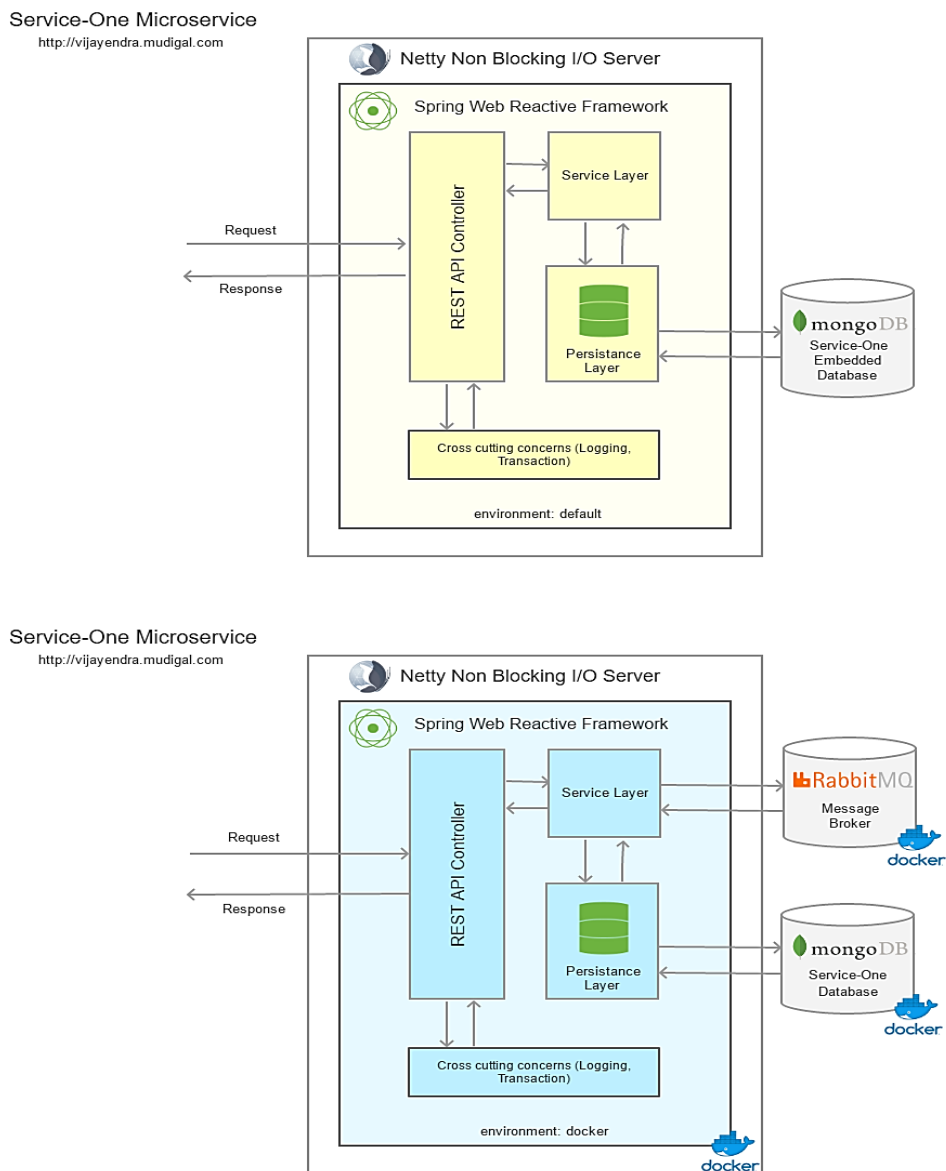 Service-One Microservice
http://vijayendra.mudigal.com
Netty Non Blocking I/O Server
Spring Web Reactive Framework
REST API Controller
Service Layer
Request
Response
Persistance
Layer
mongoDB
Service-One
Embedded
Database
Cross cutting concerns (Logging,
Transaction)
environment: default
Service-One Microservice
http://vijayendra.mudigal.com
Netty Non Blocking I/O Server
Spring Web Reactive Framework
REST API Controller
Service Layer
RabbitMQ
Message
Broker
docker
Request
Response
Persistance
Layer
mongoDB
Service-One
Database
docker
Cross cutting concerns (Logging,
Transaction)
environment: docker
docker